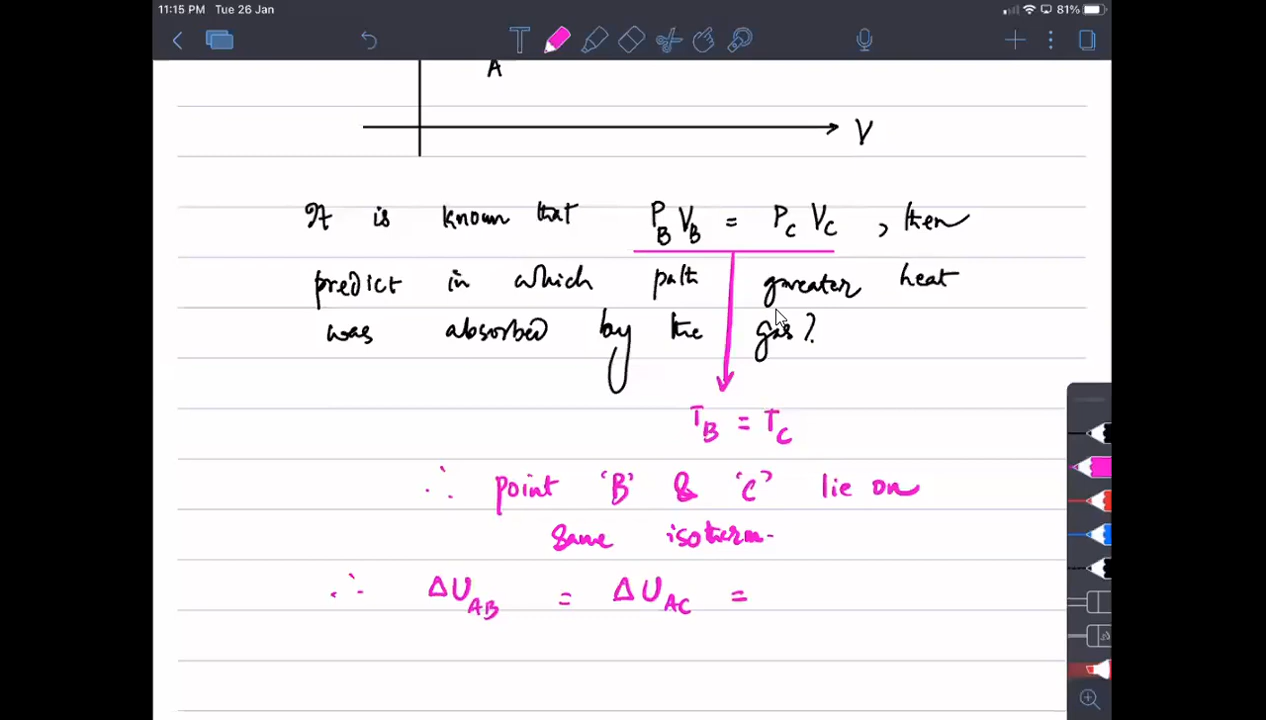 11:15 PM Tue 26 Jan
81%
T
A
V
It is known that P_B V_B = P_C V_C , then
predict in which path greater heat
was absorbed by the gas?
T_B = T_C
∴ point 'B' & 'C' lie on
same isotherm.
∴ ΔU_AB = ΔU_AC =